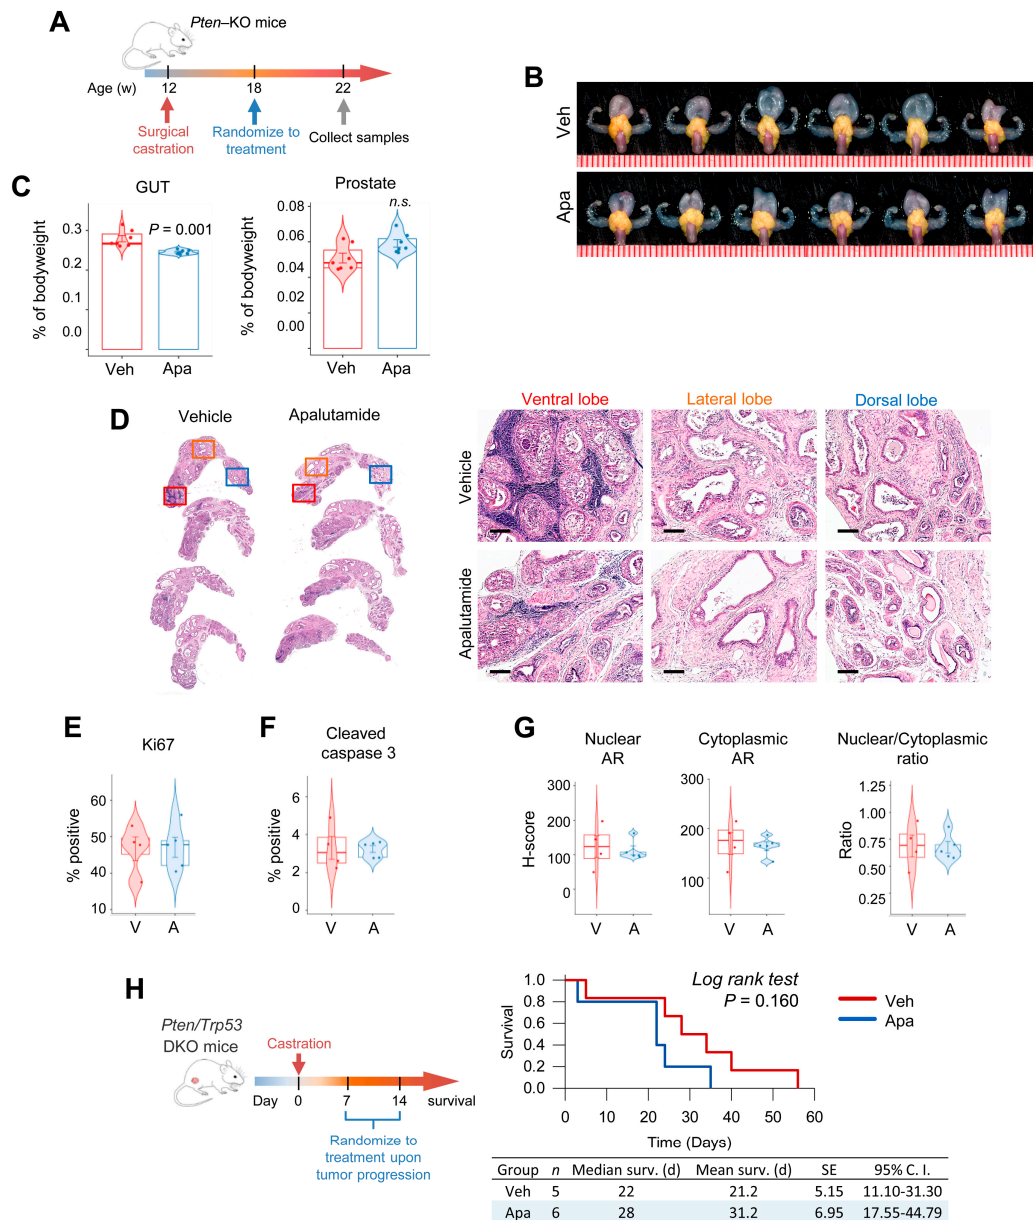 A
Pten–KO mice
Age (w)
12
18
22
Surgical
castration
Randomize to
treatment
Collect samples
B
Veh
Apa
C
GUT
% of bodyweight
0.3
0.2
0.1
0.0
P = 0.001
Veh
Apa
Prostate
% of bodyweight
0.08
0.06
0.04
0.02
0.00
n.s.
Veh
Apa
D
Vehicle
Apalutamide
Ventral lobe
Lateral lobe
Dorsal lobe
Vehicle
Apalutamide
E
Ki67
% positive
60
50
40
10
V
A
F
Cleaved
caspase 3
% positive
6
4
2
0
V
A
G
Nuclear
AR
H-score
300
200
100
0
V
A
Cytoplasmic
AR
300
200
100
V
A
Nuclear/Cytoplasmic
ratio
Ratio
1.25
1.00
0.75
0.50
0.25
V
A
H
Pten/Trp53
DKO mice
Castration
Day
0
7
14
survival
Randomize to
treatment upon
tumor progression
Survival
1.0
0.8
0.6
0.4
0.2
0.0
Log rank test
P = 0.160
Veh
Apa
0 10 20 30 40 50 60
Time (Days)
Group n Median surv. (d) Mean surv. (d) SE 95% C. I.
Veh 5 22 21.2 5.15 11.10-31.30
Apa 6 28 31.2 6.95 17.55-44.79